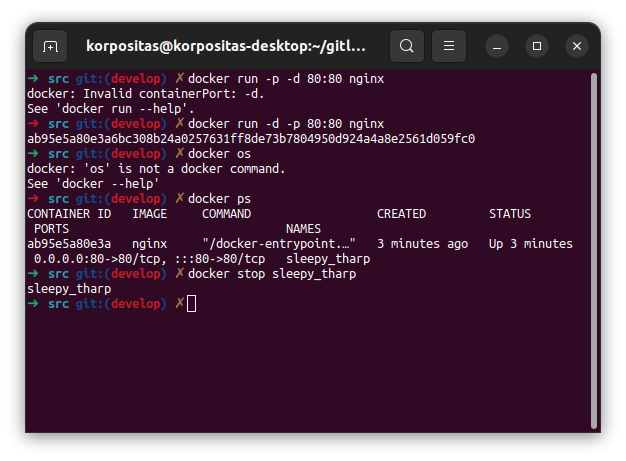 korpositas@korpositas-desktop:~/gitl...
➜ src git:(develop) ✗ docker run -p -d 80:80 nginx
docker: Invalid containerPort: -d.
See 'docker run --help'.
➜ src git:(develop) ✗ docker run -d -p 80:80 nginx
ab95e5a80e3a6bc308b24a0257631ff8de73b7804950d924a4a8e2561d059fc0
➜ src git:(develop) ✗ docker os
docker: 'os' is not a docker command.
See 'docker --help'
➜ src git:(develop) ✗ docker ps
CONTAINER ID   IMAGE     COMMAND                  CREATED         STATUS
 PORTS                               NAMES
ab95e5a80e3a   nginx     "/docker-entrypoint.…"   3 minutes ago   Up 3 minutes
 0.0.0.0:80->80/tcp, :::80->80/tcp   sleepy_tharp
➜ src git:(develop) ✗ docker stop sleepy_tharp
sleepy_tharp
➜ src git:(develop) ✗